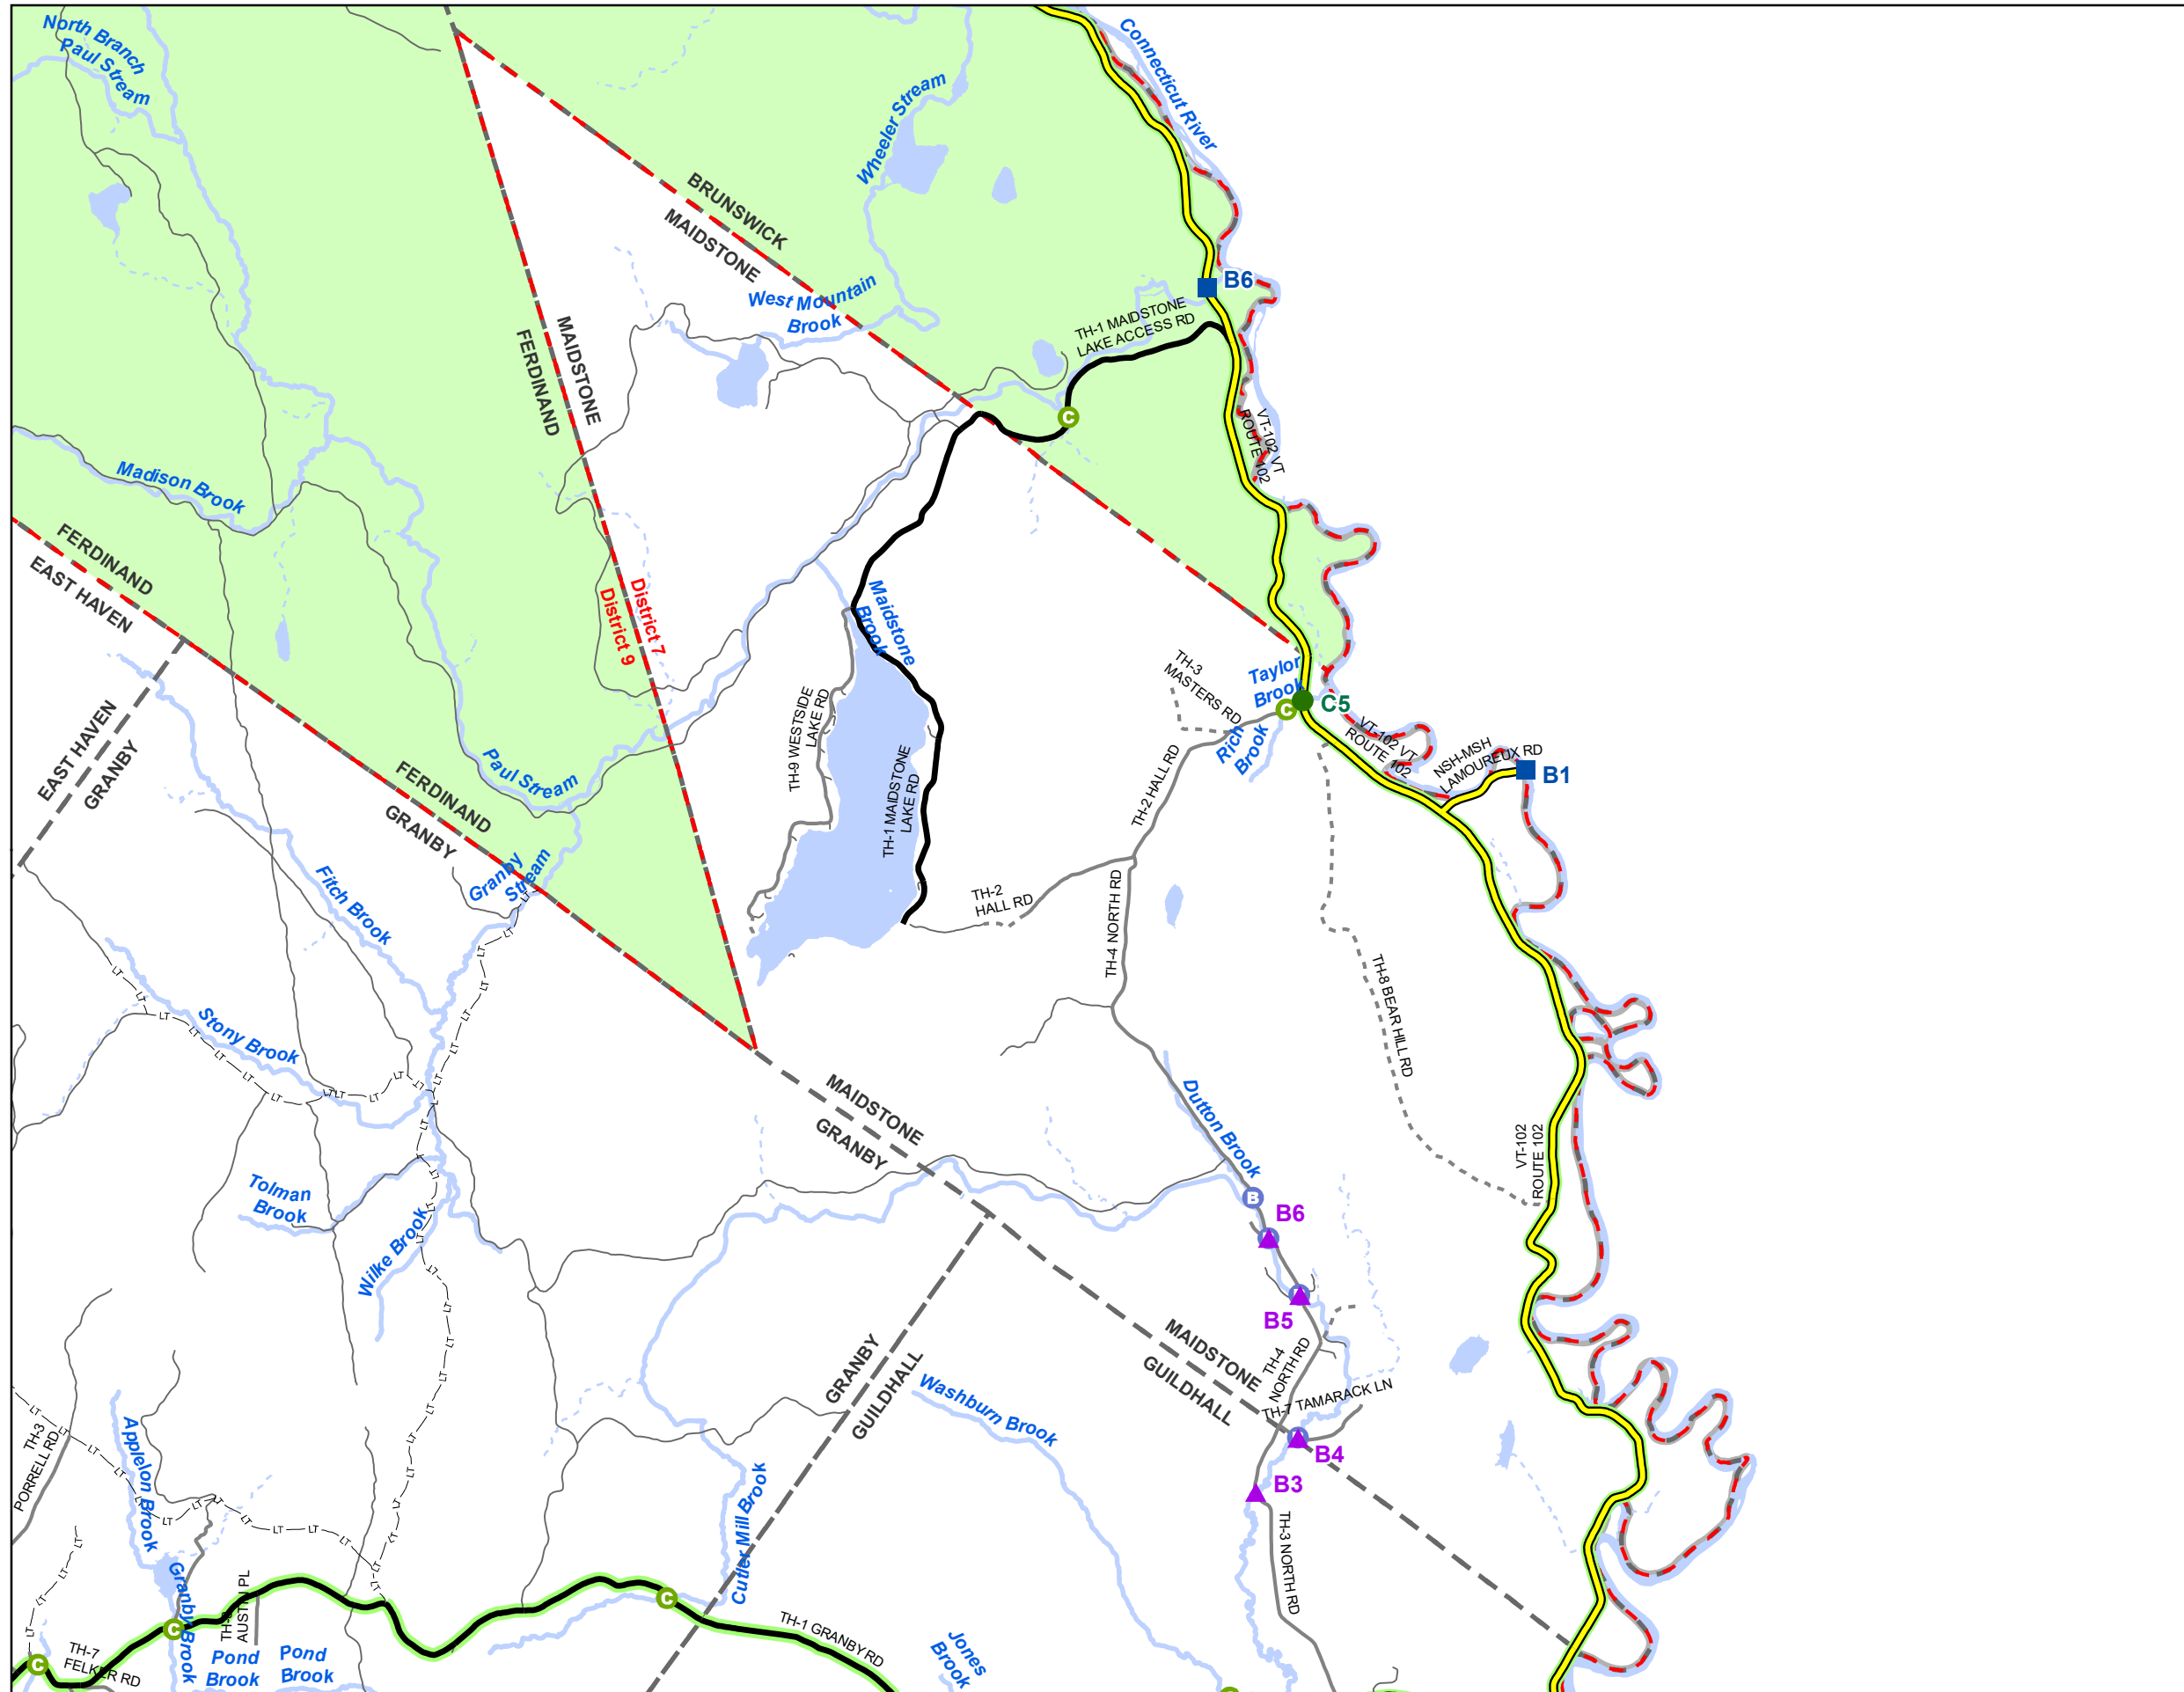 North Branch
Paul Stream
Connecticut River
Wheeler Stream
BRUNSWICK
MAIDSTONE
West Mountain
Brook
B6
TH-1 MAIDSTONE
LAKE ACCESS RD
MAIDSTONE
FERDINAND
C
VT-102 VT
ROUTE 102
Madison Brook
FERDINAND
EAST HAVEN
District 7
District 9
Maidstone
Brook
TH-3
MASTERS RD
Taylor
Brook
C
C5
Rich
Brook
VT-102 VT
ROUTE 102
NSH-MSH
LAMOUREUX RD
B1
EAST HAVEN
GRANBY
TH-9 WESTSIDE
LAKE RD
TH-1 MAIDSTONE
LAKE RD
TH-2 HALL RD
Paul Stream
FERDINAND
GRANBY
Granby
Stream
Fitch Brook
TH-2
HALL RD
TH-4 NORTH RD
TH-8 BEAR HILL RD
LT
Stony Brook
MAIDSTONE
GRANBY
Dutton Brook
VT-102
ROUTE 102
Tolman
Brook
Wilke Brook
B
B6
B5
GRANBY
GUILDHALL
MAIDSTONE
GUILDHALL
TH-4
NORTH RD
TH-7 TAMARACK LN
Washburn Brook
B4
B3
TH-3
PORRELL RD
Applelon Brook
Cutler Mill Brook
TH-3 NORTH RD
Granby Brook
AUSTIN PL
C
C
C
TH-1 GRANBY RD
TH-7
FELKER RD
Pond
Brook
Pond
Brook
Jones
Brook